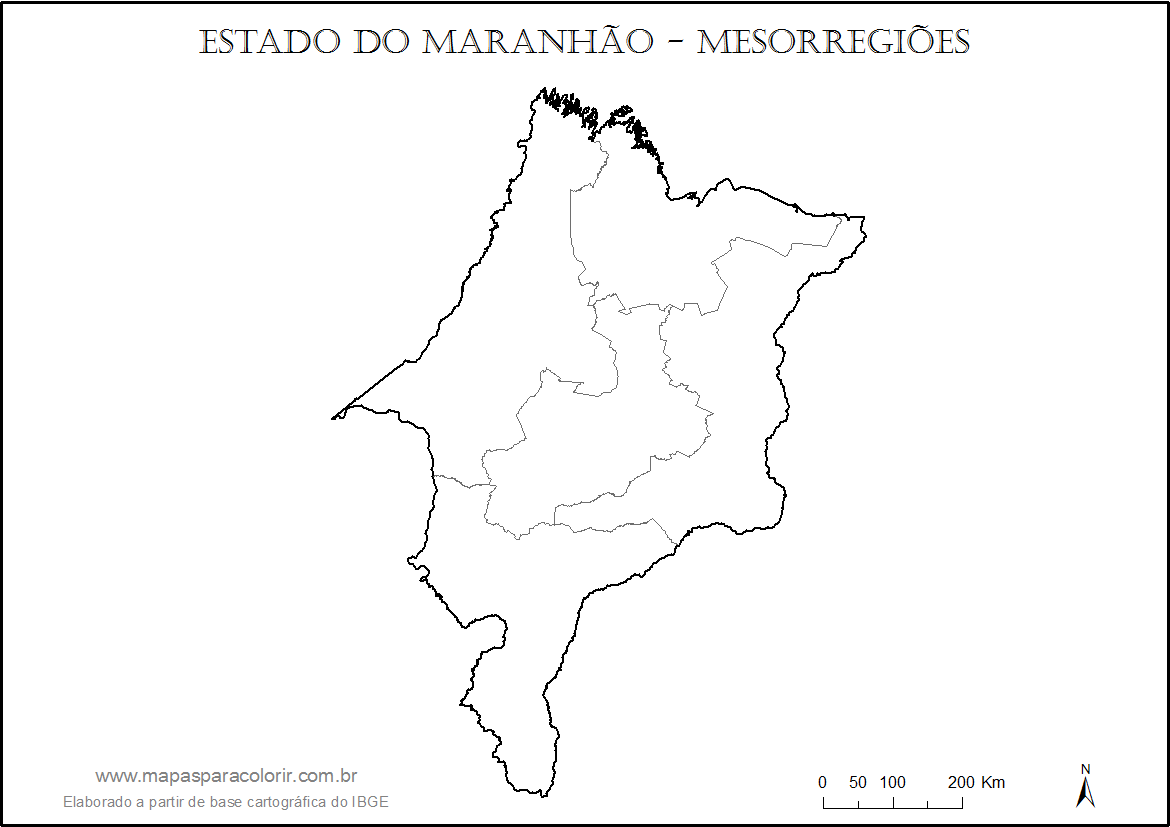 ESTADO DO MARANHÃO - MESORREGIÕES
www.mapasparacolorir.com.br
Elaborado a partir de base cartográfica do IBGE
0 50 100 200 Km
N